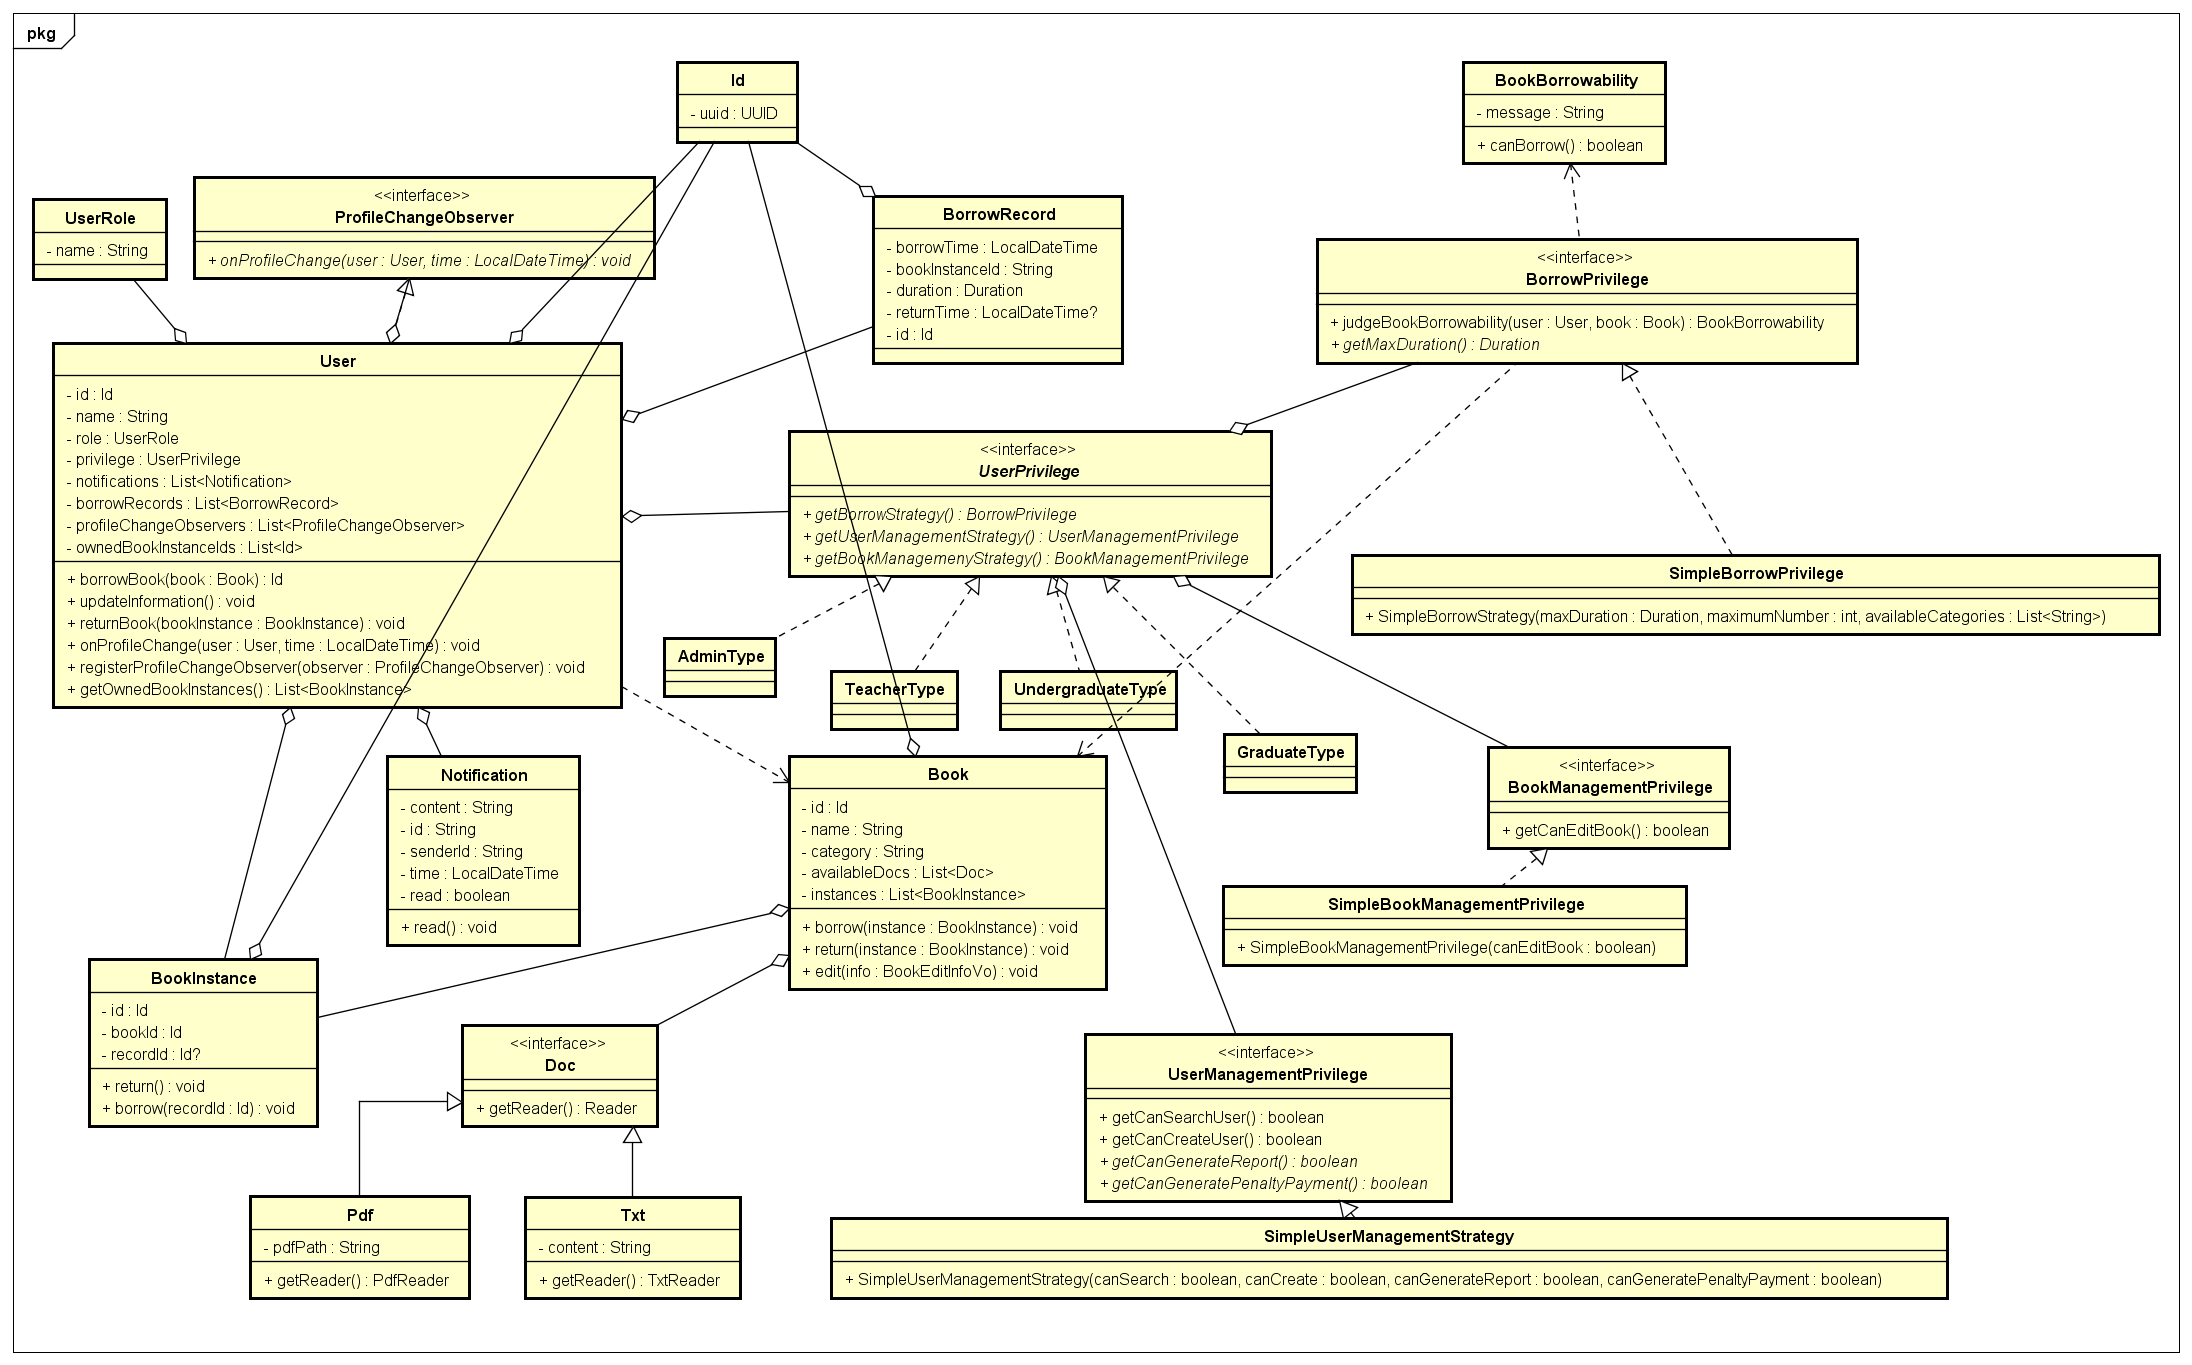 pkg
Id
- uuid : UUID
BookBorrowability
- message : String
+ canBorrow() : boolean
UserRole
- name : String
<<interface>>
ProfileChangeObserver
+ onProfileChange(user : User, time : LocalDateTime) : void
BorrowRecord
- borrowTime : LocalDateTime
- bookInstanceId : String
- duration : Duration
- returnTime : LocalDateTime?
- id : Id
<<interface>>
BorrowPrivilege
+ judgeBookBorrowability(user : User, book : Book) : BookBorrowability
+ getMaxDuration() : Duration
User
- id : Id
- name : String
- role : UserRole
- privilege : UserPrivilege
- notifications : List<Notification>
- borrowRecords : List<BorrowRecord>
- profileChangeObservers : List<ProfileChangeObserver>
- ownedBookInstanceIds : List<Id>
+ borrowBook(book : Book) : Id
+ updateInformation() : void
+ returnBook(bookInstance : BookInstance) : void
+ onProfileChange(user : User, time : LocalDateTime) : void
+ registerProfileChangeObserver(observer : ProfileChangeObserver) : void
+ getOwnedBookInstances() : List<BookInstance>
<<interface>>
UserPrivilege
+ getBorrowStrategy() : BorrowPrivilege
+ getUserManagementStrategy() : UserManagementPrivilege
+ getBookManagemenyStrategy() : BookManagementPrivilege
SimpleBorrowPrivilege
+ SimpleBorrowStrategy(maxDuration : Duration, maximumNumber : int, availableCategories : List<String>)
AdminType
TeacherType
UndergraduateType
GraduateType
Notification
- content : String
- id : String
- senderId : String
- time : LocalDateTime
- read : boolean
+ read() : void
Book
- id : Id
- name : String
- category : String
- availableDocs : List<Doc>
- instances : List<BookInstance>
+ borrow(instance : BookInstance) : void
+ return(instance : BookInstance) : void
+ edit(info : BookEditInfoVo) : void
<<interface>>
BookManagementPrivilege
+ getCanEditBook() : boolean
SimpleBookManagementPrivilege
+ SimpleBookManagementPrivilege(canEditBook : boolean)
BookInstance
- id : Id
- bookId : Id
- recordId : Id?
+ return() : void
+ borrow(recordId : Id) : void
<<interface>>
Doc
+ getReader() : Reader
<<interface>>
UserManagementPrivilege
+ getCanSearchUser() : boolean
+ getCanCreateUser() : boolean
+ getCanGenerateReport() : boolean
+ getCanGeneratePenaltyPayment() : boolean
Pdf
- pdfPath : String
+ getReader() : PdfReader
Txt
- content : String
+ getReader() : TxtReader
SimpleUserManagementStrategy
+ SimpleUserManagementStrategy(canSearch : boolean, canCreate : boolean, canGenerateReport : boolean, canGeneratePenaltyPayment : boolean)